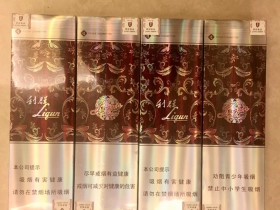 利群
Liqun
利群
Liqun
本公司提示
吸烟有害健康
请勿在禁烟场所吸烟
尽早戒烟有益健康
戒烟可减少对健康的危害
本公司提示
吸烟有害健康
请勿在禁烟场所吸烟
劝阻青少年吸烟
禁止中小学生吸烟